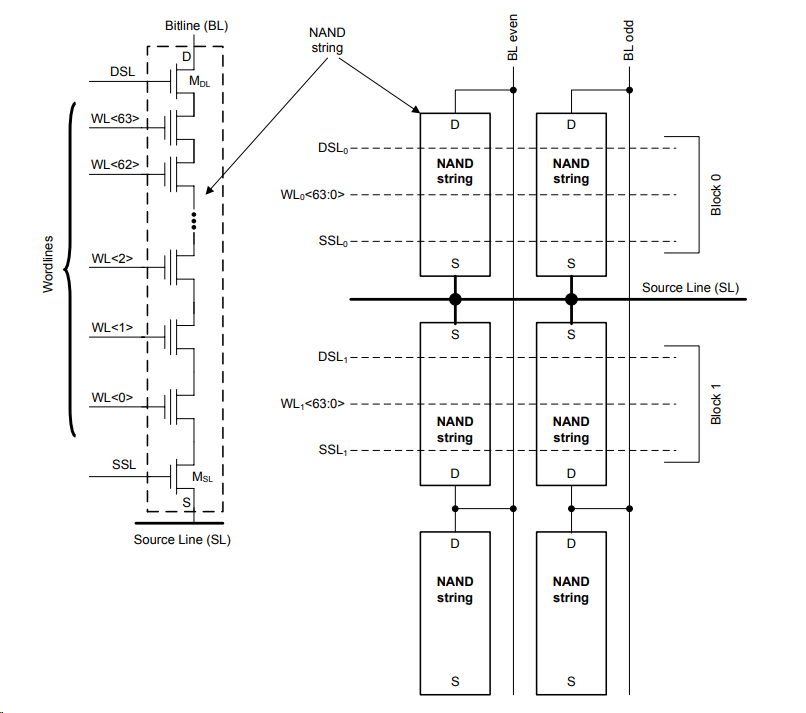 Bitline (BL)
D
DSL
M_DL
WL<63>
WL<62>
Wordlines
WL<2>
WL<1>
WL<0>
SSL
M_SL
S
Source Line (SL)
NAND
string
BL even
BL odd
D
D
DSL₀
NAND
string
NAND
string
WL₀<63:0>
Block 0
SSL₀
S
S
Source Line (SL)
S
S
DSL₁
WL₁<63:0>
Block 1
NAND
string
NAND
string
SSL₁
D
D
D
D
NAND
string
NAND
string
S
S